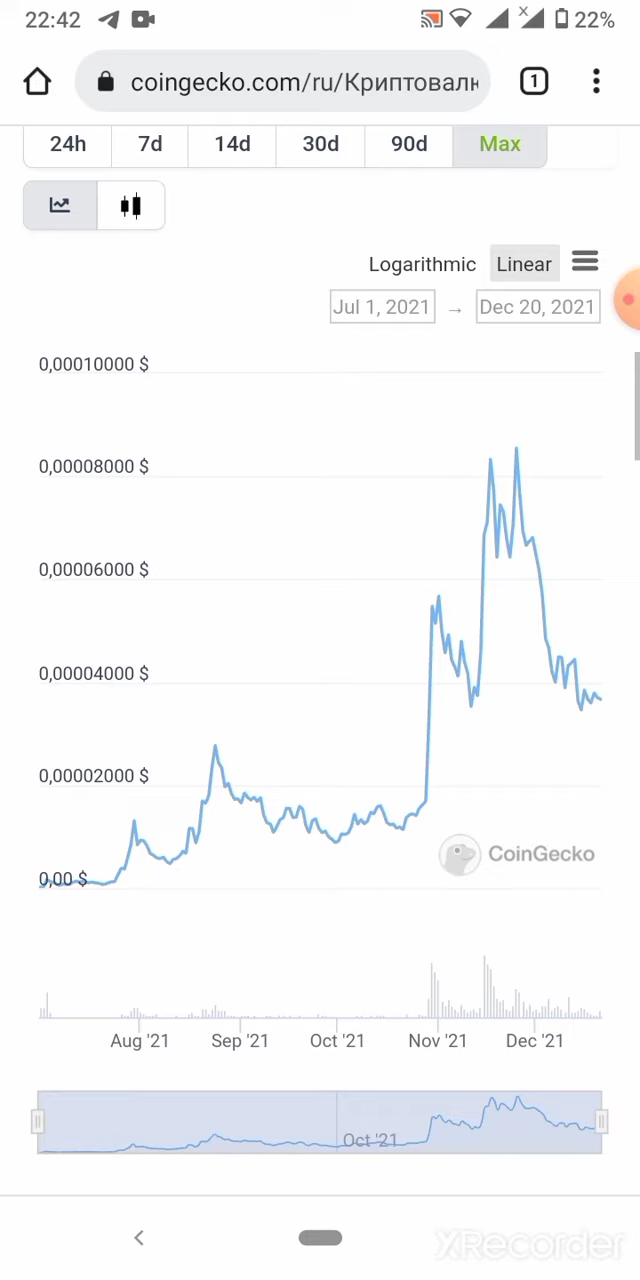 22:42 x 22%
coingecko.com/ru/Криптовалк
1
24h 7d 14d 30d 90d Max
Logarithmic Linear
Jul 1, 2021 → Dec 20, 2021
0,00010000 $
0,00008000 $
0,00006000 $
0,00004000 $
0,00002000 $
0,00 $
CoinGecko
Aug '21 Sep '21 Oct '21 Nov '21 Dec '21
Oct '21
XRecorder